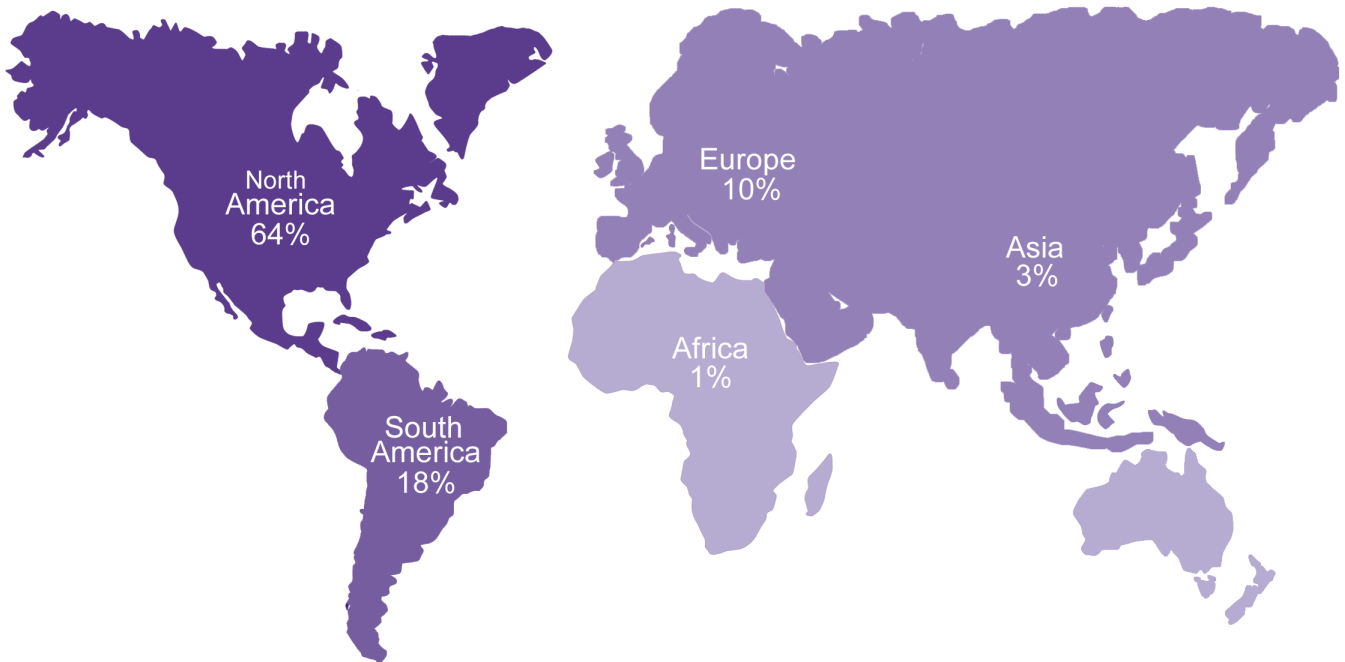 North
America
64%
South
America
18%
Europe
10%
Africa
1%
Asia
3%